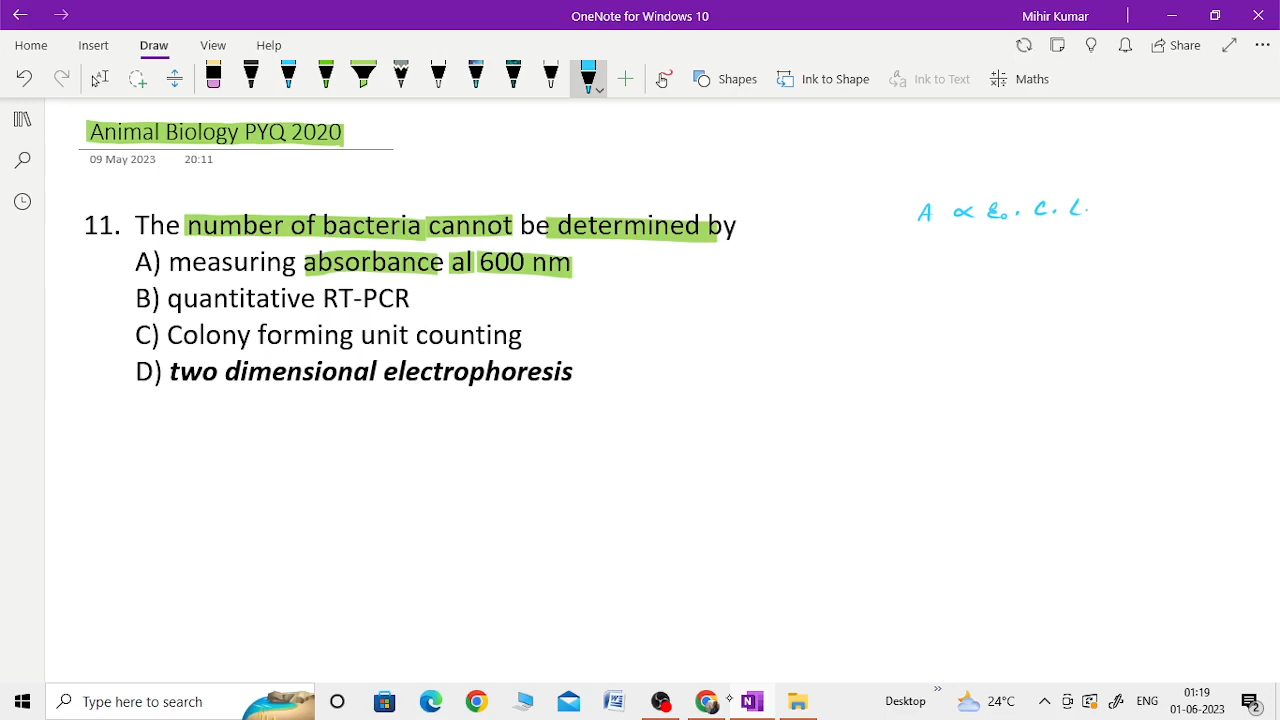 OneNote for Windows 10
Mihir Kumar
Home Insert Draw View Help
Share
Shapes Ink to Shape Ink to Text Maths
Animal Biology PYQ 2020
09 May 2023 20:11
11. The number of bacteria cannot be determined by
A ∝ ε₀. C. L.
A) measuring absorbance al 600 nm
B) quantitative RT-PCR
C) Colony forming unit counting
D) two dimensional electrophoresis
Type here to search
Desktop
24°C
ENG
01:19
01-06-2023
2